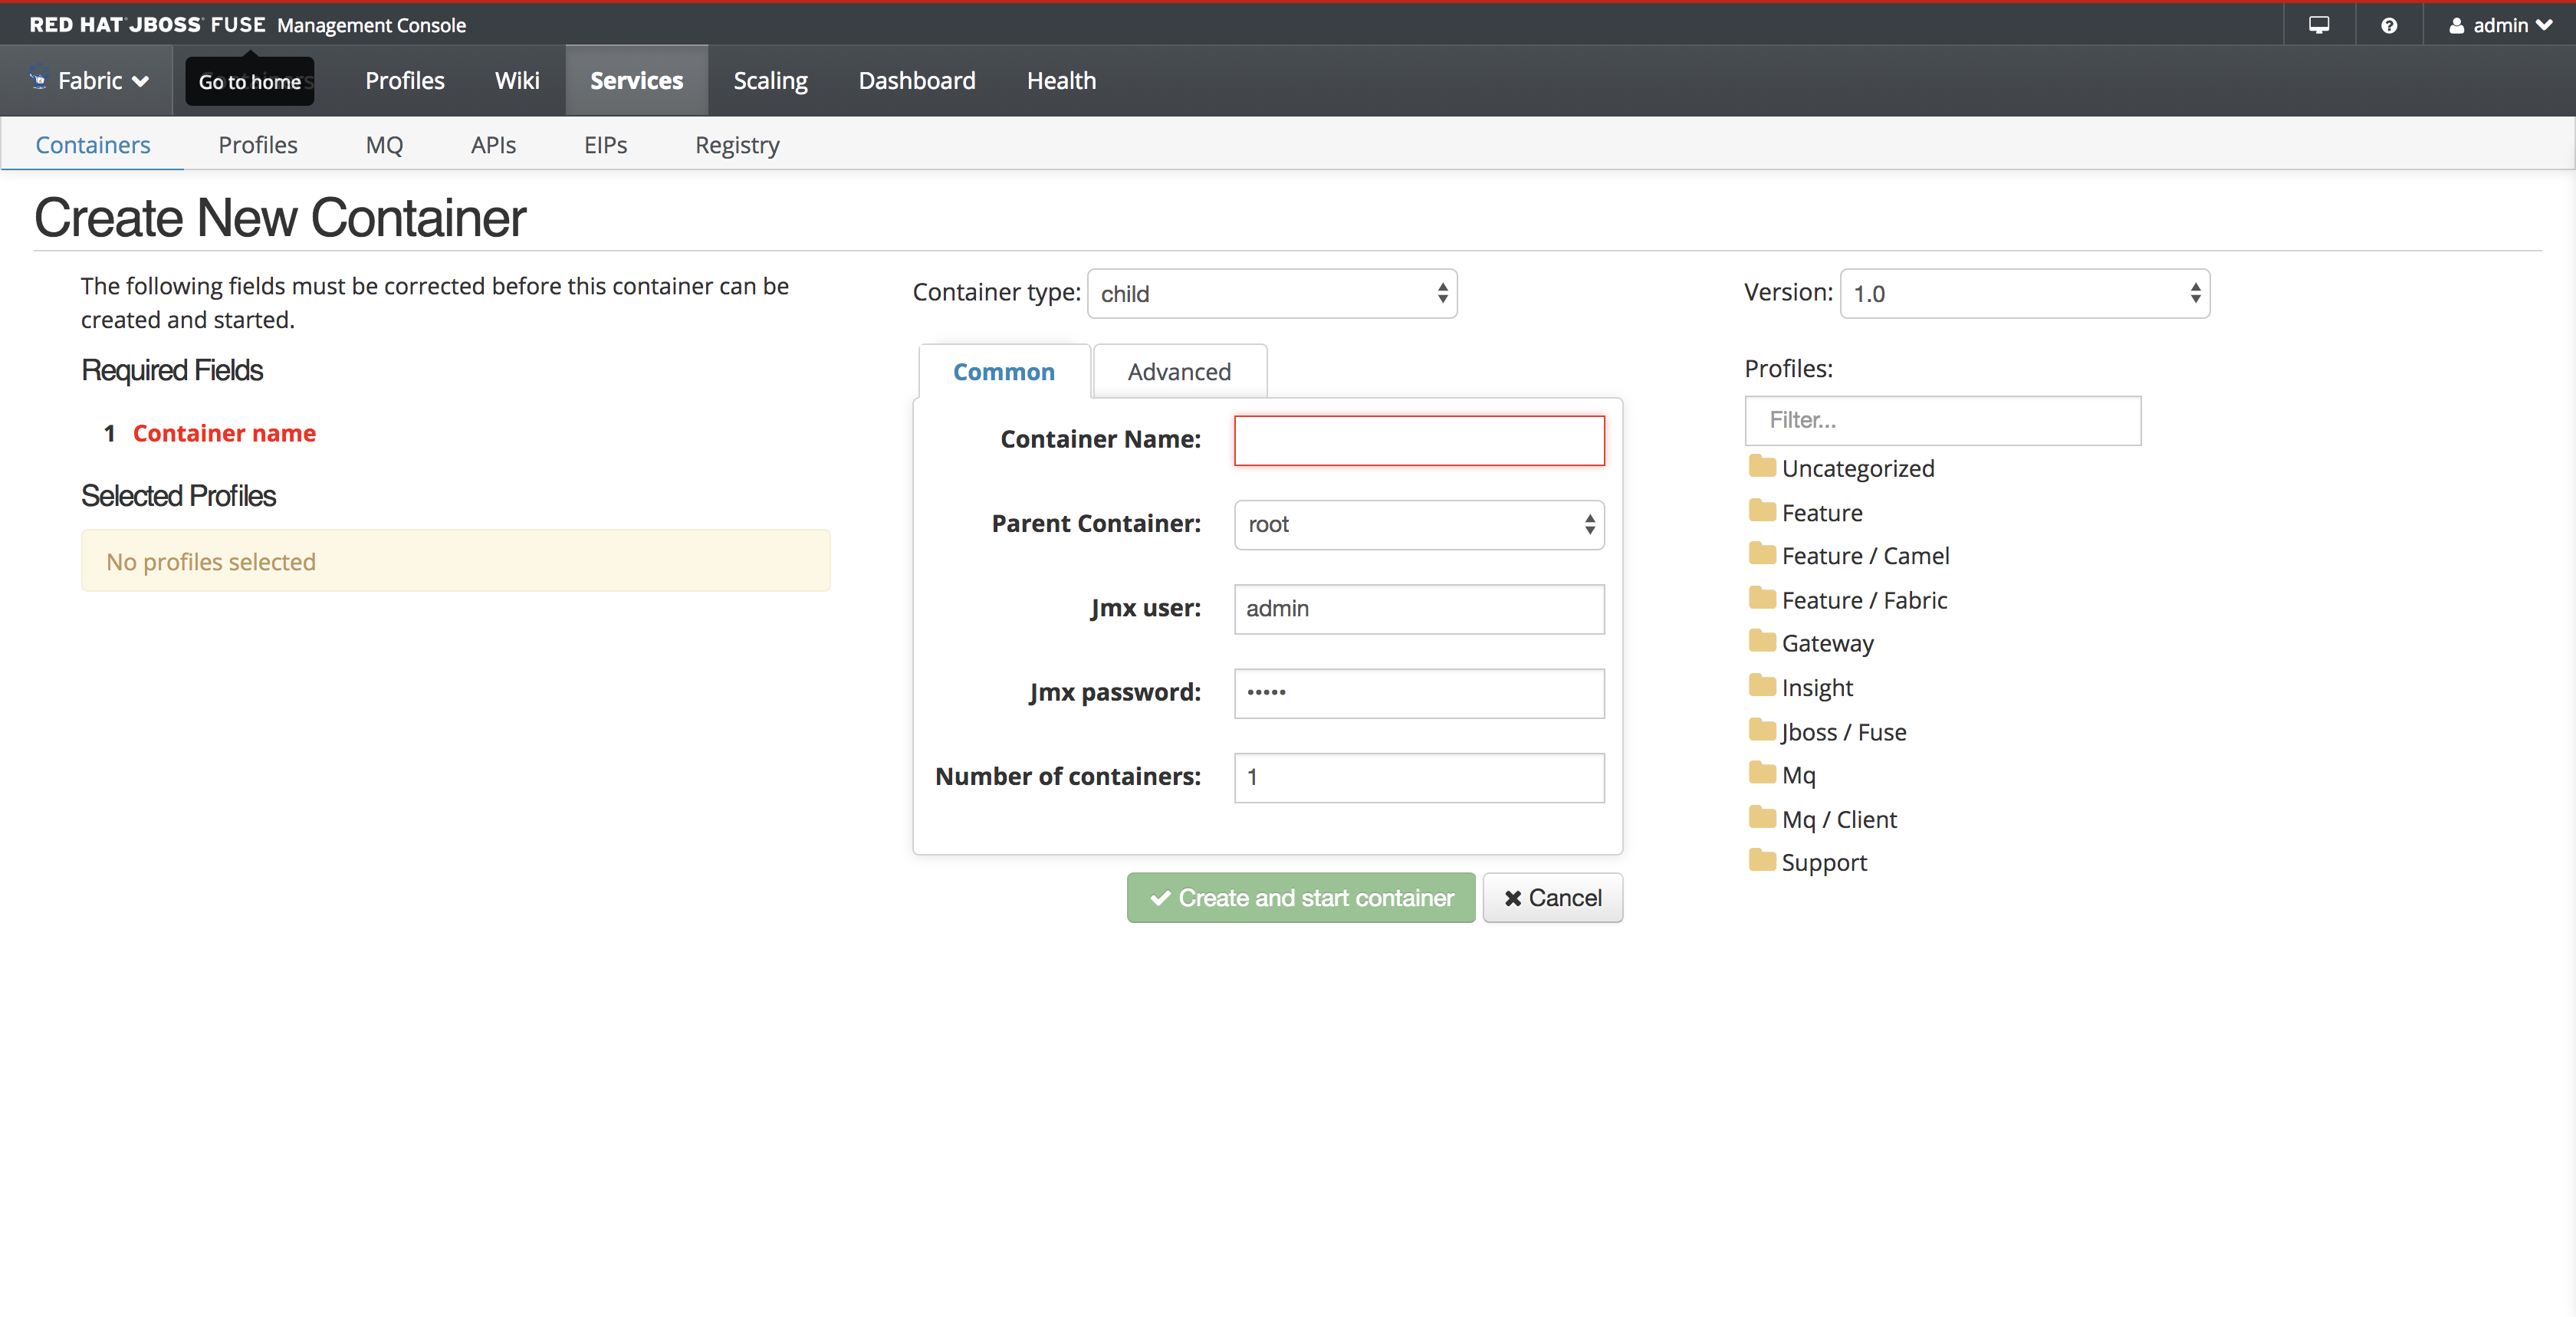 RED HAT JBOSS FUSE Management Console
admin
Fabric
Go to home
Profiles
Wiki
Services
Scaling
Dashboard
Health
Containers
Profiles
MQ
APIs
EIPs
Registry
Create New Container
The following fields must be corrected before this container can be
created and started.
Required Fields
1 Container name
Selected Profiles
No profiles selected
Container type: child
Common
Advanced
Container Name:
Parent Container: root
Jmx user: admin
Jmx password: •••••
Number of containers: 1
Create and start container
Cancel
Version: 1.0
Profiles:
Filter...
Uncategorized
Feature
Feature / Camel
Feature / Fabric
Gateway
Insight
Jboss / Fuse
Mq
Mq / Client
Support